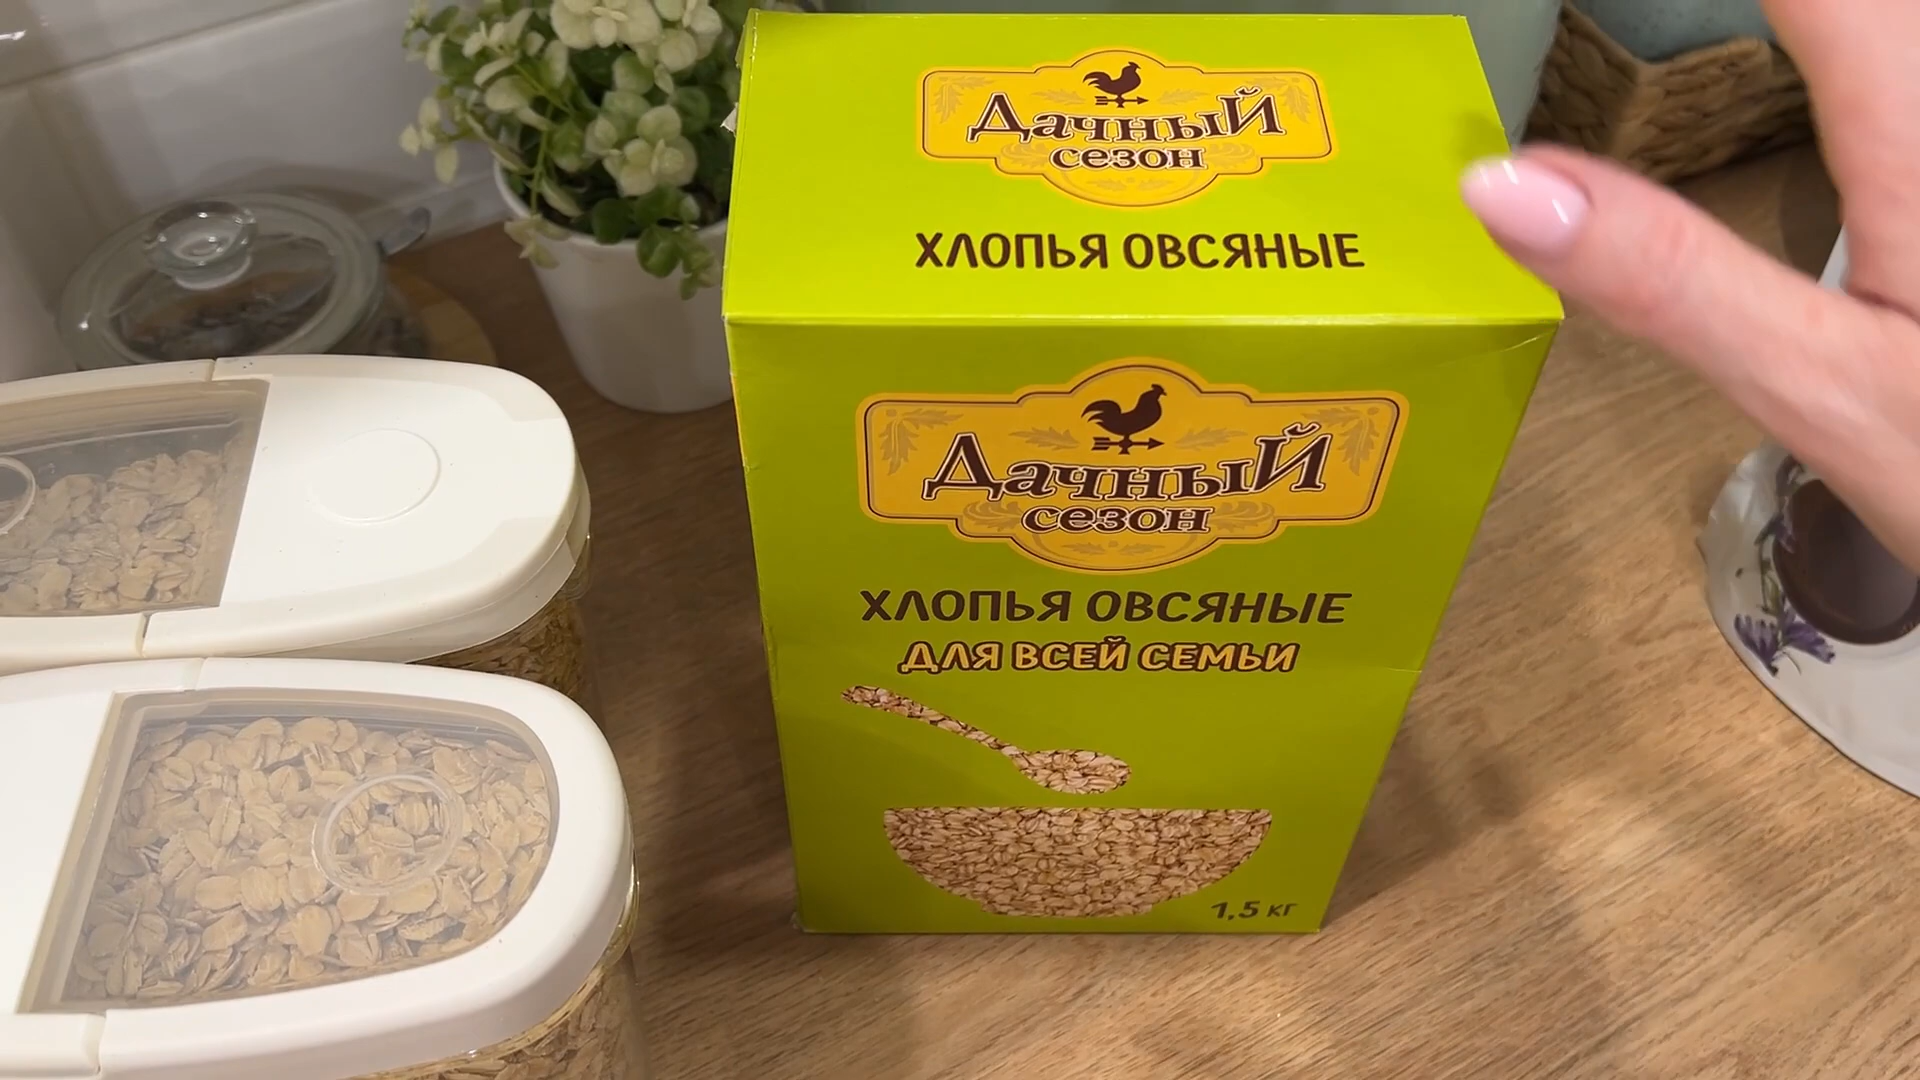 Дачный
сезон
ХЛОПЬЯ ОВСЯНЫЕ
Дачный
сезон
ХЛОПЬЯ ОВСЯНЫЕ
ДЛЯ ВСЕЙ СЕМЬИ
1,5 кг